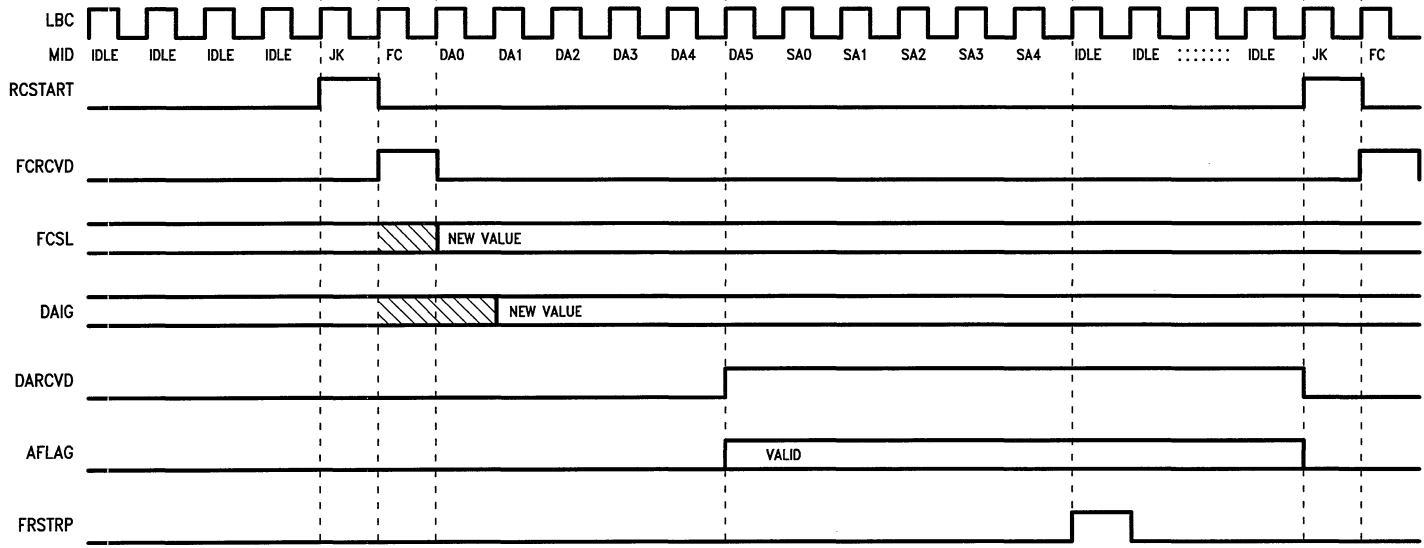 LBC
MID IDLE IDLE IDLE IDLE JK FC DA0 DA1 DA2 DA3 DA4 DA5 SA0 SA1 SA2 SA3 SA4 IDLE IDLE ::::::: IDLE JK FC
RCSTART
FCRCVD
FCSL NEW VALUE
DAIG NEW VALUE
DARCVD
AFLAG VALID
FRSTRP